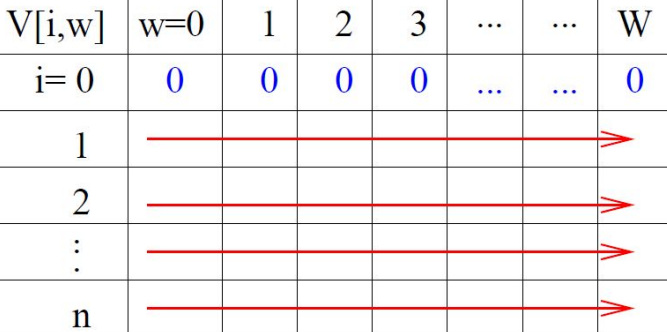 V[i,w] w=0 1 2 3 ... ... W
i= 0 0 0 0 0 ... ... 0
1
2
⋮
n